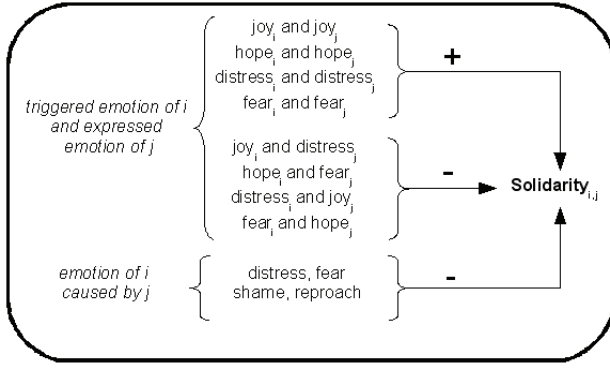 joy_i and joy_j
hope_i and hope_j
distress_i and distress_j
fear_i and fear_j
+
triggered emotion of i
and expressed
emotion of j
joy_i and distress_j
hope_i and fear_j
distress_i and joy_j
fear_i and hope_j
-
Solidarity_i,j
emotion of i
caused by j
distress, fear
shame, reproach
-